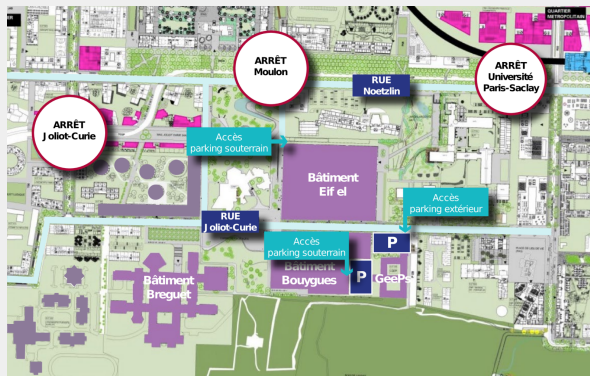 QUARTIER
METROPOLITAIN
ER
ARRÊT
Moulon
RUE
Noetzlin
ARRÊT
Université
Paris-Saclay
ARRÊT
Joliot-Curie
Accès
parking souterrain
Bâtiment
Eif el
Accès
parking extérieur
RUE
Joliot-Curie
P
Accès
parking souterrain
Bâtiment
Bouygues
P
GeePs
Bâtiment
Breguet